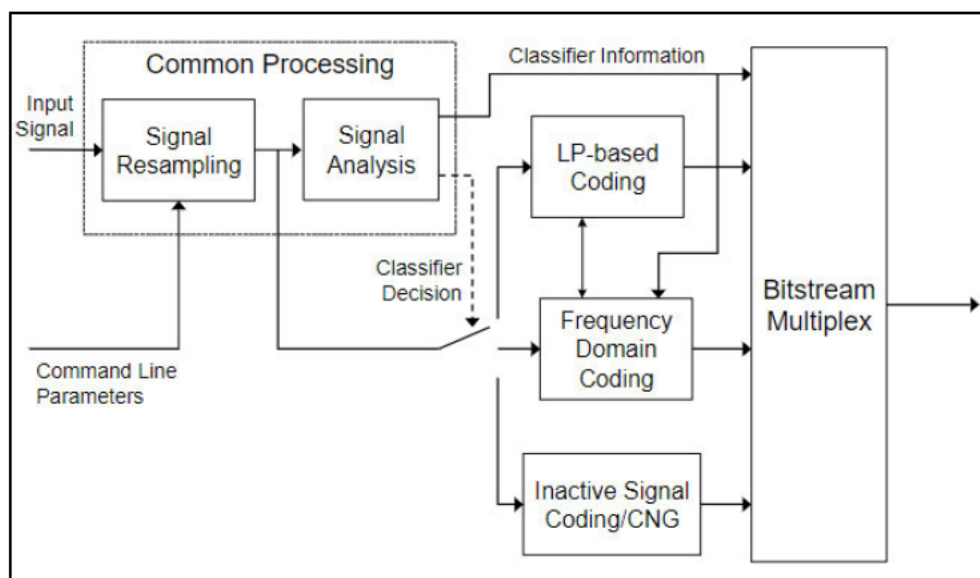 Common Processing
Classifier Information
Input
Signal
Signal
Resampling
Signal
Analysis
LP-based
Coding
Classifier
Decision
Frequency
Domain
Coding
Bitstream
Multiplex
Command Line
Parameters
Inactive Signal
Coding/CNG